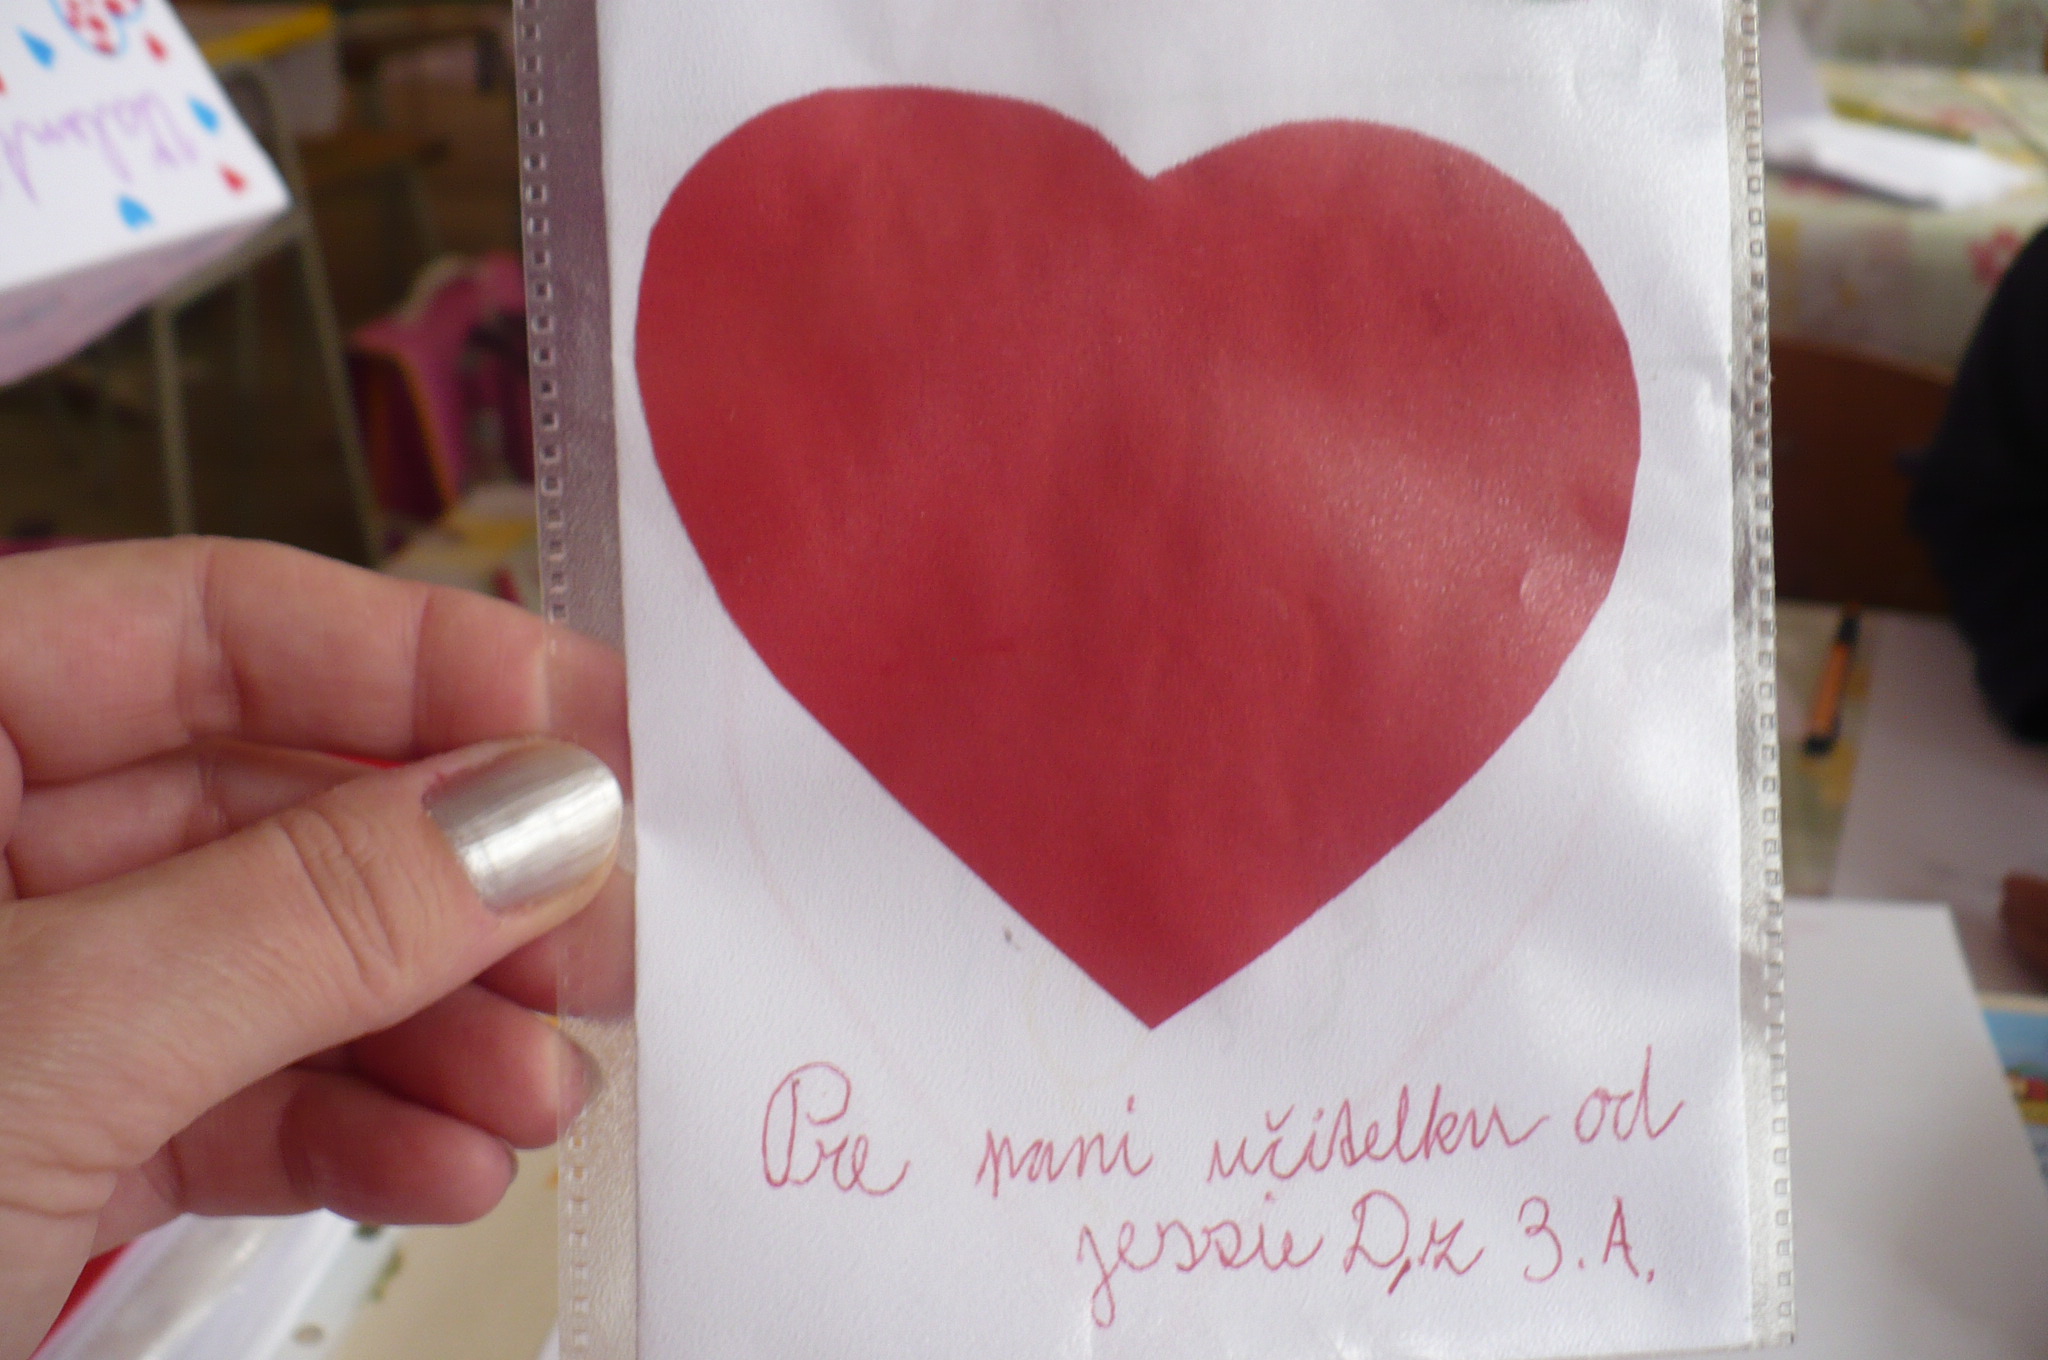 Pre pani učitelku od
jessie D, z 3. A.